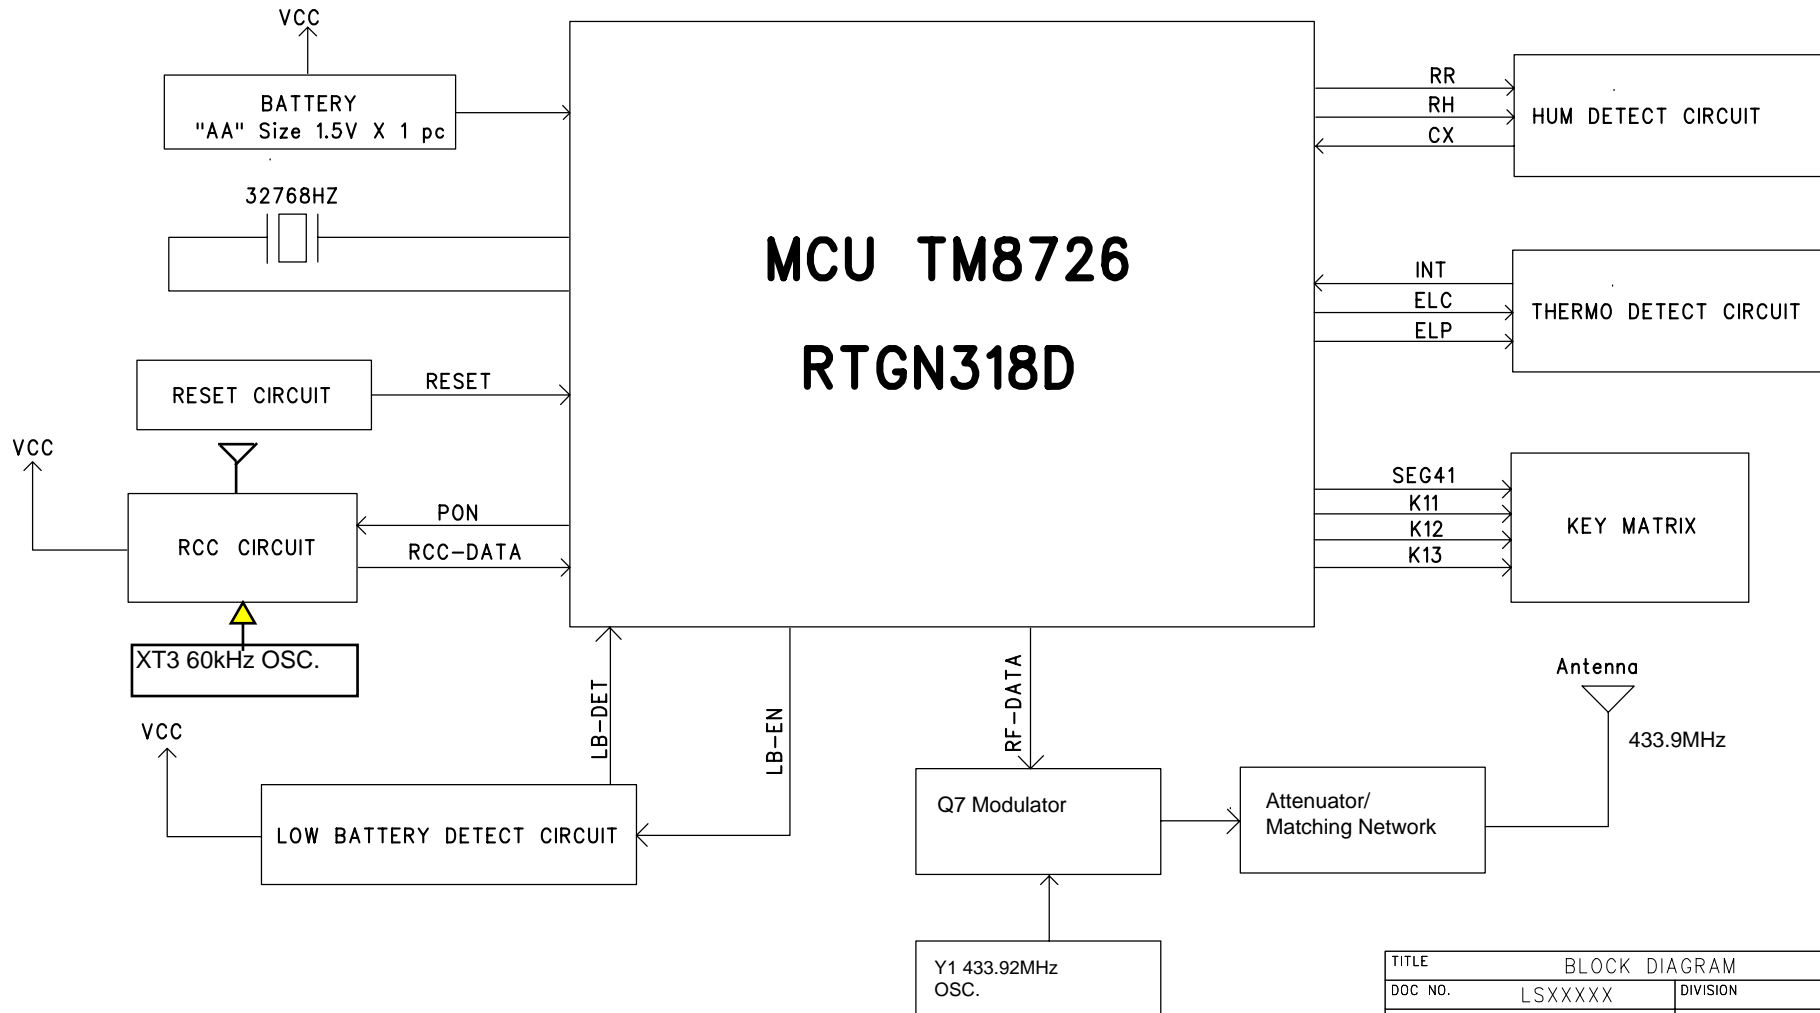 VCC
BATTERY
"AA" Size 1.5V X 1 pc
32768HZ
RESET CIRCUIT
RESET
VCC
RCC CIRCUIT
PON
RCC-DATA
XT3 60kHz OSC.
VCC
LOW BATTERY DETECT CIRCUIT
LB-DET
LB-EN
MCU TM8726
RTGN318D
RR
RH
CX
HUM DETECT CIRCUIT
INT
ELC
ELP
THERMO DETECT CIRCUIT
SEG41
K11
K12
K13
KEY MATRIX
RF-DATA
Q7 Modulator
Attenuator/
Matching Network
Antenna
433.9MHz
Y1 433.92MHz
OSC.
TITLE BLOCK DIAGRAM
DOC NO. LSXXXXX DIVISION